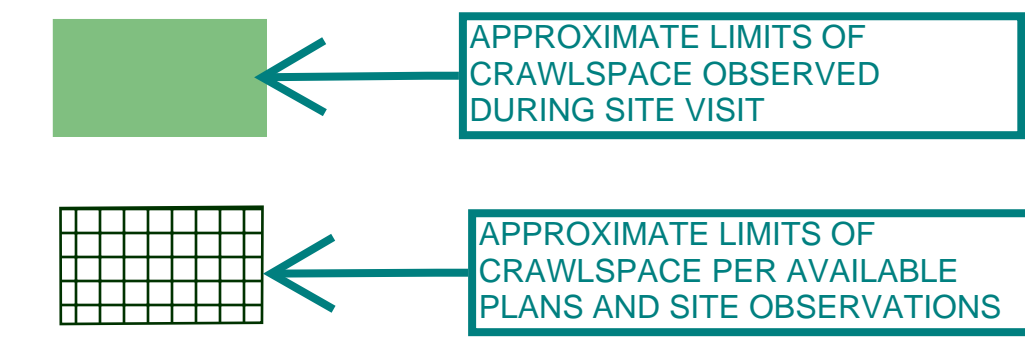 APPROXIMATE LIMITS OF
CRAWLSPACE OBSERVED
DURING SITE VISIT
APPROXIMATE LIMITS OF
CRAWLSPACE PER AVAILABLE
PLANS AND SITE OBSERVATIONS